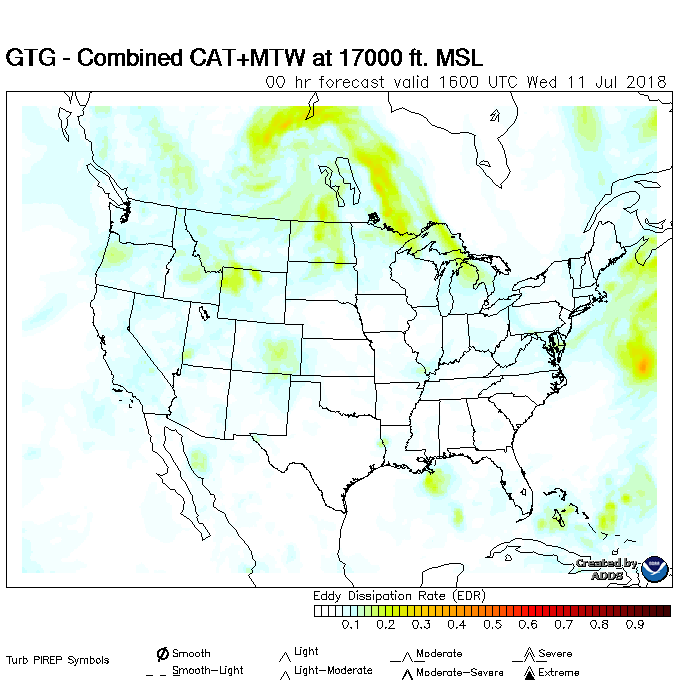 GTG - Combined CAT+MTW at 17000 ft. MSL
00 hr forecast valid 1600 UTC Wed 11 Jul 2018
Created by
ADDS
Eddy Dissipation Rate (EDR)
0.1 0.2 0.3 0.4 0.5 0.6 0.7 0.8 0.9
Turb PIREP Symbols
Smooth Light Moderate Severe
Smooth-Light Light-Moderate Moderate-Severe Extreme